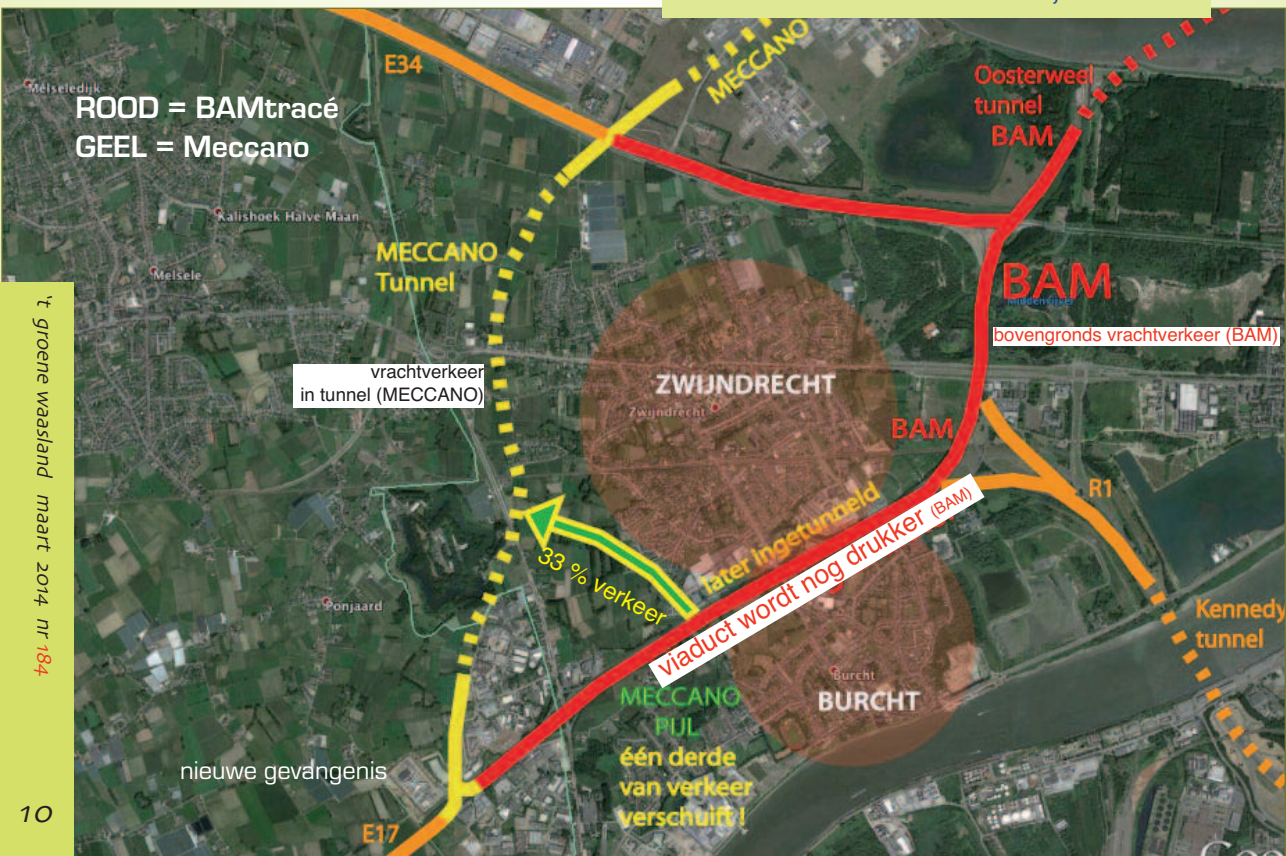 E34
MECCANO
Melseledijk
ROOD = BAMtracé
GEEL = Meccano
Oosterweel
tunnel
BAM
Kalishoek Halve Maan
Melsele
MECCANO
Tunnel
BAM
bovengronds vrachtverkeer (BAM)
vrachtverkeer
in tunnel (MECCANO)
ZWIJNDRECHT
Zwijndrecht
BAM
R1
later ingetunneld
viaduct wordt nog drukker (BAM)
33 % verkeer
Ponjaard
Kennedy
tunnel
Burcht
BURCHT
MECCANO
PIJL
één derde
van verkeer
verschuift !
nieuwe gevangenis
E17
't groene waasland maart 2014 nr 184
10